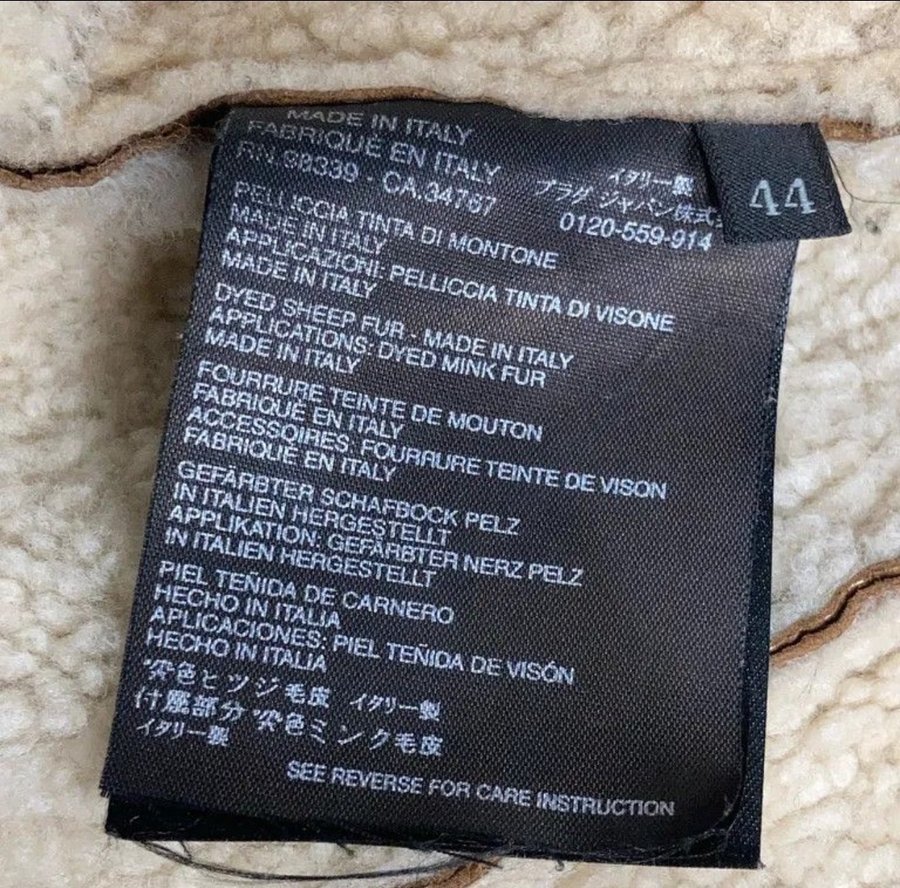 MADE IN ITALY
FABRIQUE EN ITALY
RN 98339 - CA.34767
イタリー製
プラダ ジャパン株式
0120-559-914
44
PELLICCIA TINTA DI MONTONE
MADE IN ITALY
APPLICAZIONI: PELLICCIA TINTA DI VISONE
MADE IN ITALY
DYED SHEEP FUR - MADE IN ITALY
APPLICATIONS: DYED MINK FUR
MADE IN ITALY
FOURRURE TEINTE DE MOUTON
FABRIQUE EN ITALY
ACCESSOIRES: FOURRURE TEINTE DE VISON
FABRIQUE EN ITALY
GEFÄRBTER SCHAFBOCK PELZ
IN ITALIEN HERGESTELLT
APPLIKATION: GEFÄRBTER NERZ PELZ
IN ITALIEN HERGESTELLT
PIEL TEÑIDA DE CARNERO
HECHO IN ITALIA
APLICACIONES: PIEL TEÑIDA DE VISÓN
HECHO IN ITALIA
染色ヒツジ毛皮 イタリー製
付属部分 染色ミンク毛皮
イタリー製
SEE REVERSE FOR CARE INSTRUCTION